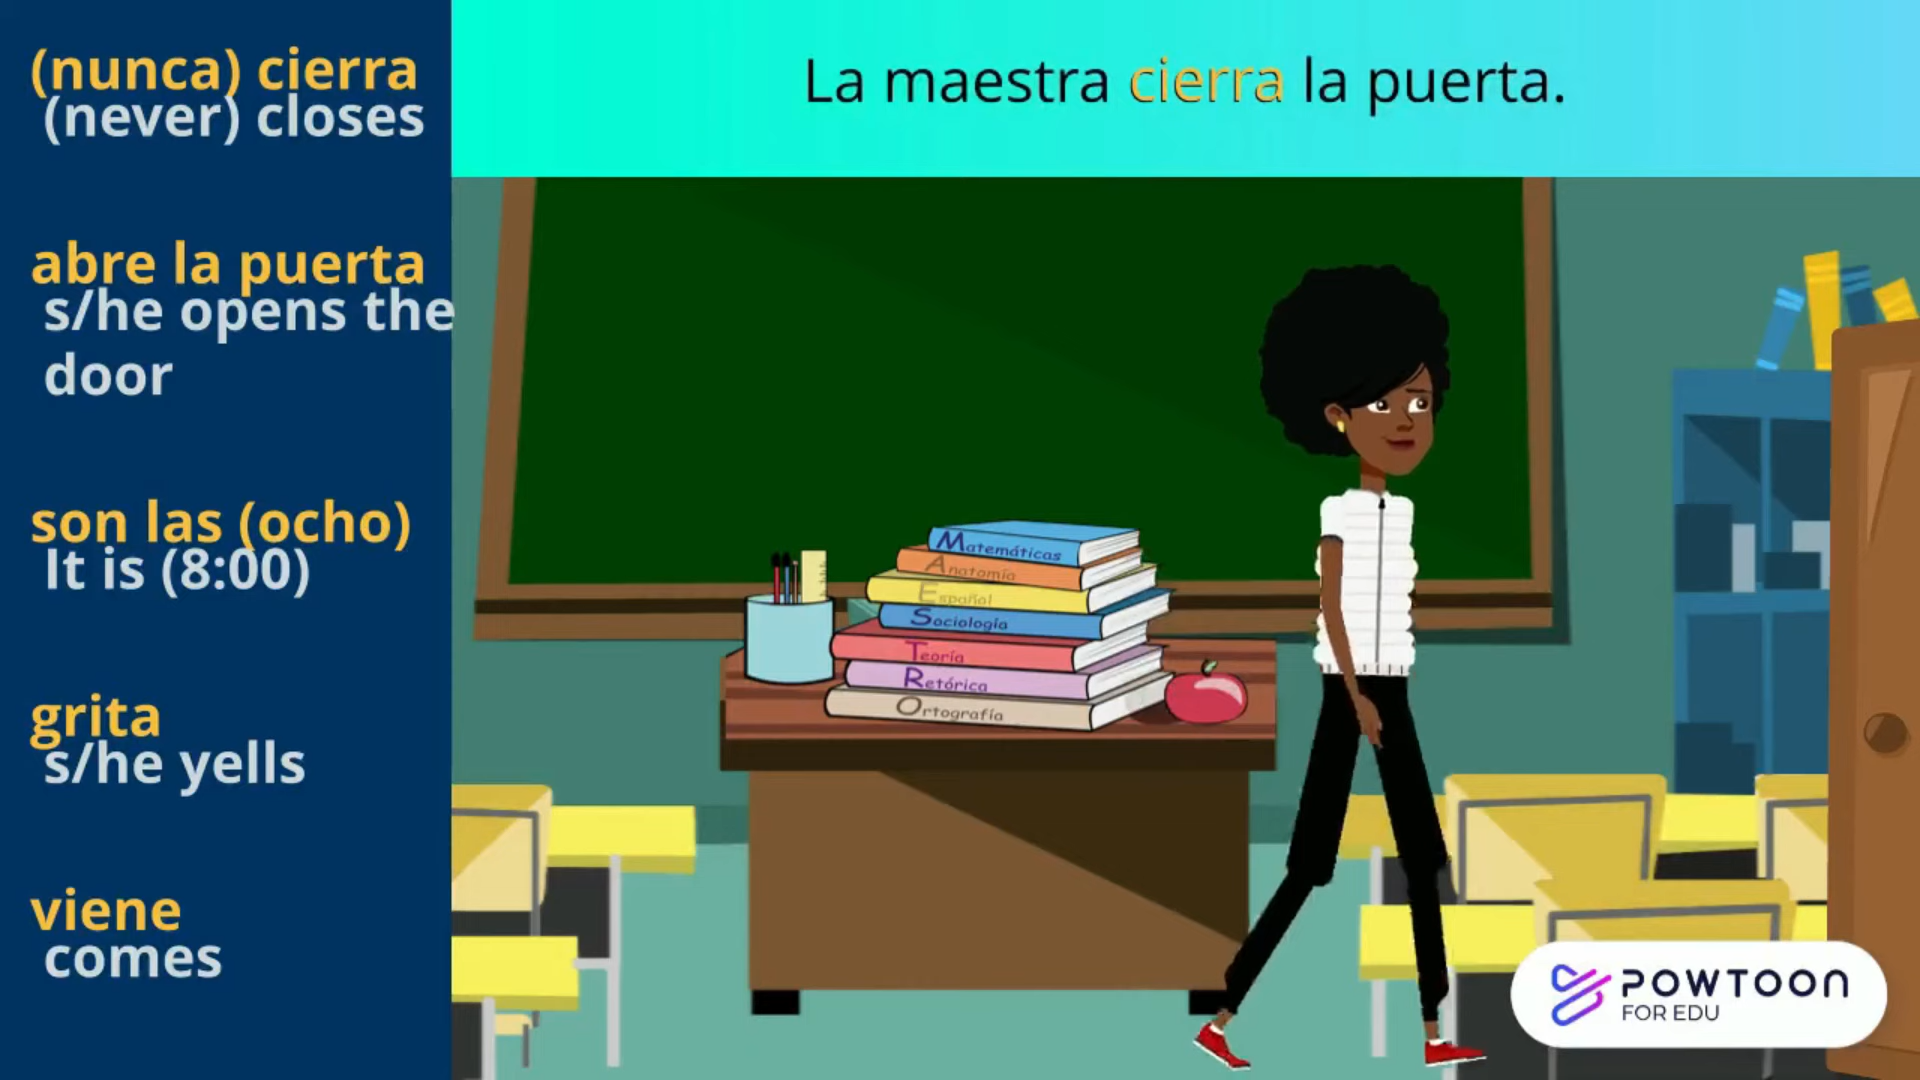 (nunca) cierra
(never) closes
abre la puerta
s/he opens the
door
son las (ocho)
It is (8:00)
grita
s/he yells
viene
comes
La maestra cierra la puerta.
Matemáticas
Anatomía
Español
Sociología
Teoría
Retórica
Ortografía
POWTOON
FOR EDU